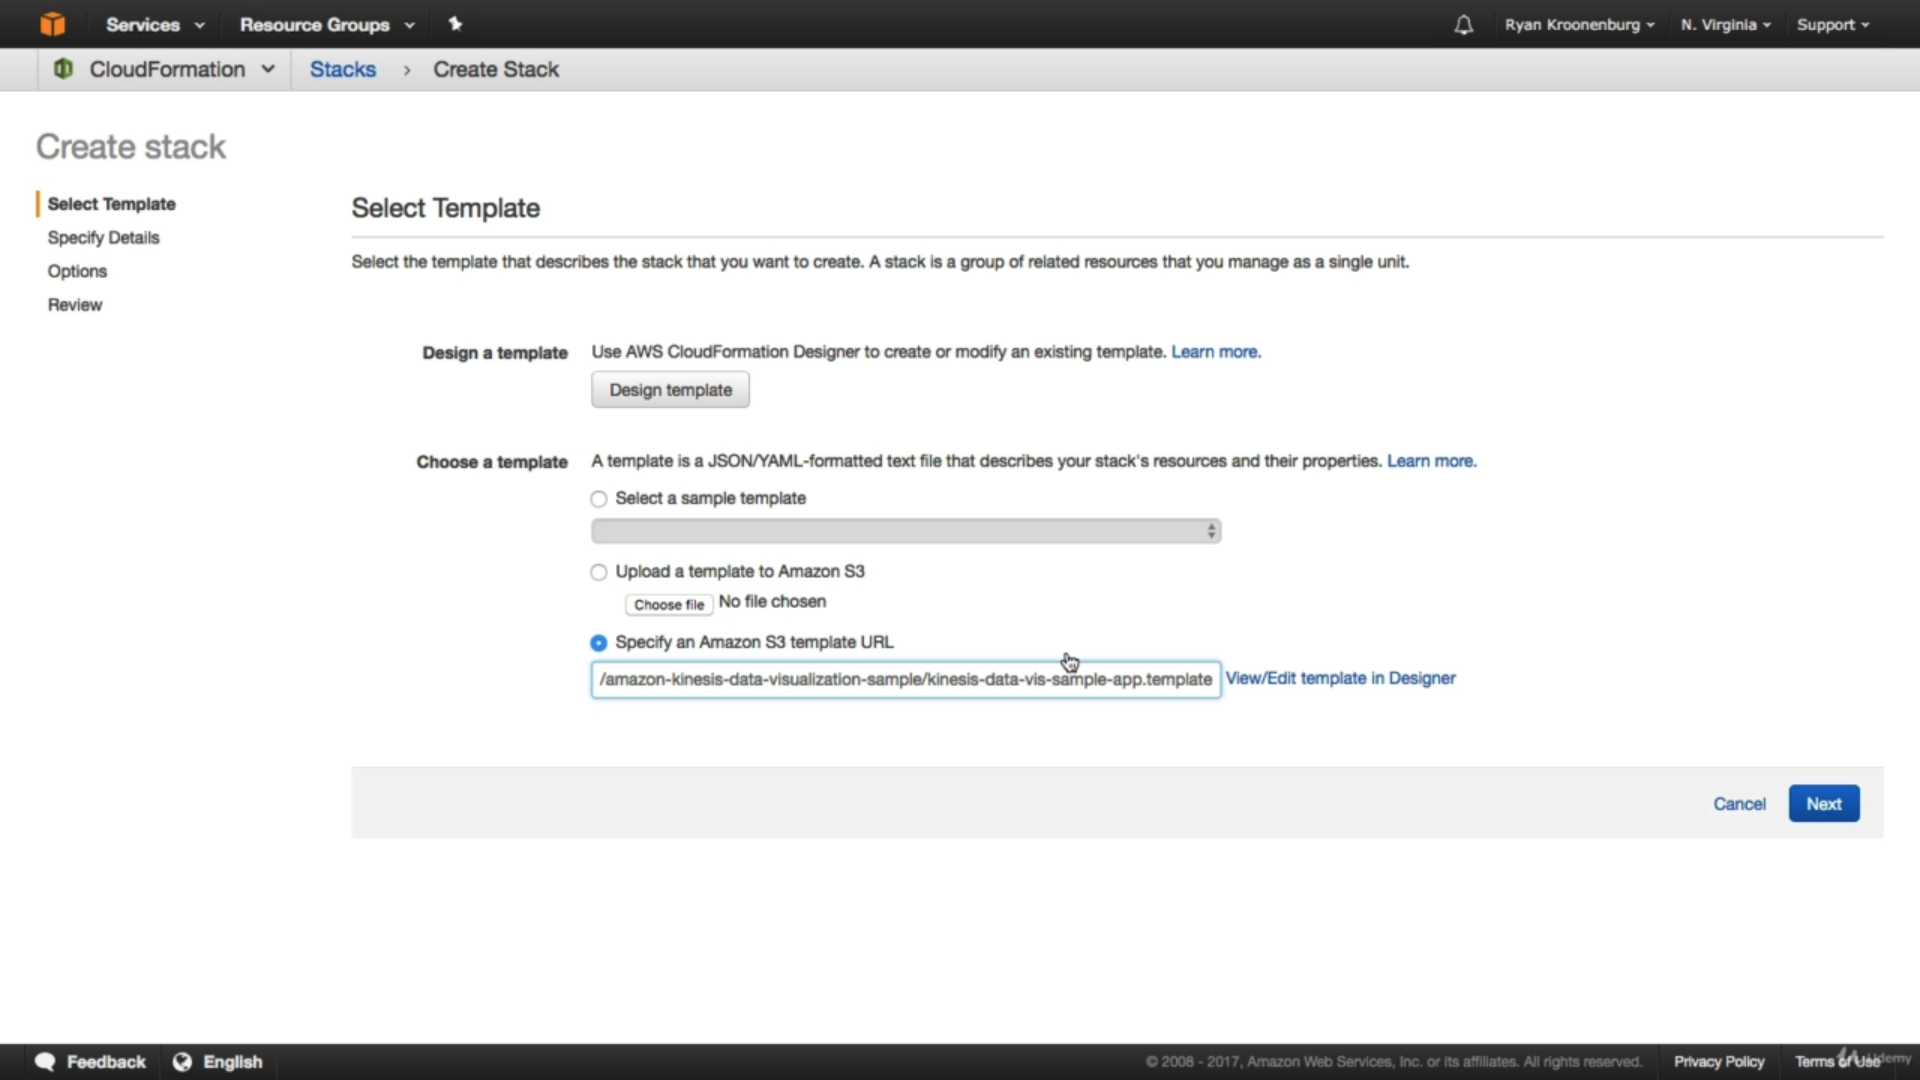 Services Resource Groups Ryan Kroonenburg N. Virginia Support
CloudFormation Stacks › Create Stack
Create stack
Select Template
Specify Details
Options
Review
Select Template
Select the template that describes the stack that you want to create. A stack is a group of related resources that you manage as a single unit.
Design a template Use AWS CloudFormation Designer to create or modify an existing template. Learn more.
Design template
Choose a template A template is a JSON/YAML-formatted text file that describes your stack's resources and their properties. Learn more.
Select a sample template
Upload a template to Amazon S3
Choose file No file chosen
Specify an Amazon S3 template URL
/amazon-kinesis-data-visualization-sample/kinesis-data-vis-sample-app.template View/Edit template in Designer
Cancel Next
Feedback English © 2008 - 2017, Amazon Web Services, Inc. or its affiliates. All rights reserved. Privacy Policy Terms of Use
Udemy